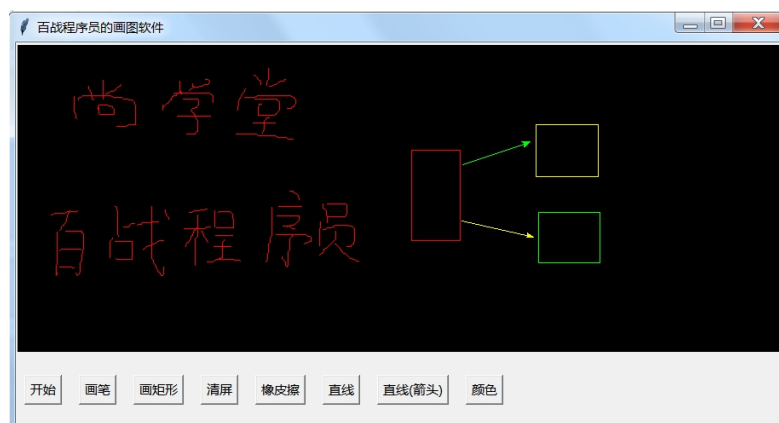 百战程序员的画图软件
尚学堂
百战程序员
开始 画笔 画矩形 清屏 橡皮擦 直线 直线(箭头) 颜色